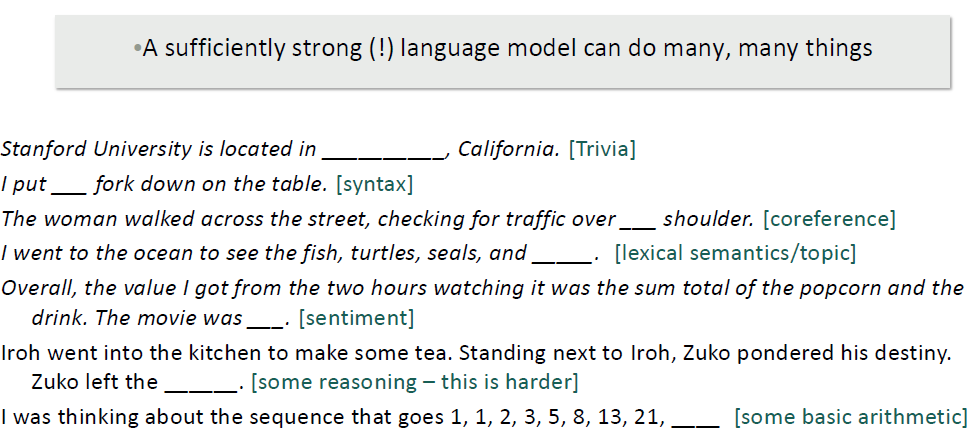 •A sufficiently strong (!) language model can do many, many things
Stanford University is located in __________, California. [Trivia]
I put ___ fork down on the table. [syntax]
The woman walked across the street, checking for traffic over ___ shoulder. [coreference]
I went to the ocean to see the fish, turtles, seals, and _____. [lexical semantics/topic]
Overall, the value I got from the two hours watching it was the sum total of the popcorn and the
drink. The movie was ___. [sentiment]
Iroh went into the kitchen to make some tea. Standing next to Iroh, Zuko pondered his destiny.
Zuko left the ______. [some reasoning – this is harder]
I was thinking about the sequence that goes 1, 1, 2, 3, 5, 8, 13, 21, ____ [some basic arithmetic]